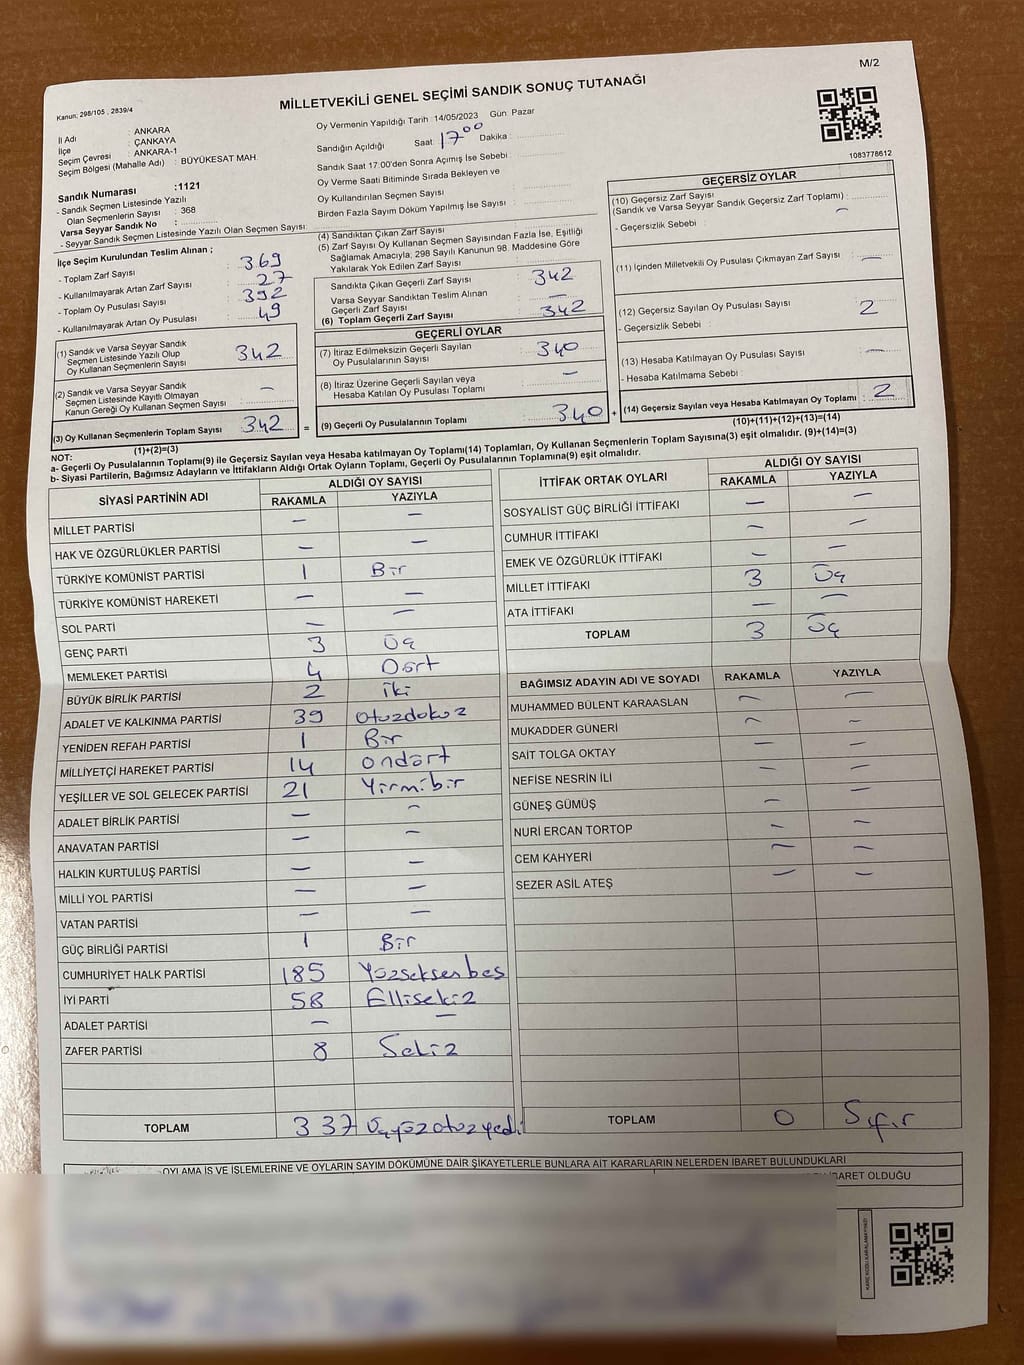 M/2
MİLLETVEKİLİ GENEL SEÇİMİ SANDIK SONUÇ TUTANAĞI
Kanun, 298/105 , 2839/4
İl Adı : ANKARA
İlçe : ÇANKAYA
Seçim Çevresi : ANKARA-1
Seçim Bölgesi (Mahalle Adı) : BÜYÜKESAT MAH.
Sandık Numarası :1121
- Sandık Seçmen Listesinde Yazılı
Olan Seçmenlerin Sayısı : 368
Varsa Seyyar Sandık No :
- Seyyar Sandık Seçmen Listesinde Yazılı Olan Seçmen Sayısı:
Oy Vermenin Yapıldığı Tarih : 14/05/2023 Gün: Pazar
Sandığın Açıldığı Saat : 17 00 Dakika :
Sandık Saat 17:00'den Sonra Açımış İse Sebebi :
Oy Verme Saati Bitiminde Sırada Bekleyen ve
Oy Kullandırılan Seçmen Sayısı :
Birden Fazla Sayım Döküm Yapılmış İse Sayısı :
1083778612
İlçe Seçim Kurulundan Teslim Alınan ;
- Toplam Zarf Sayısı : 369
- Kullanılmayarak Artan Zarf Sayısı : 27
- Toplam Oy Pusulası Sayısı : 392
- Kullanılmayarak Artan Oy Pusulası : 49
(4) Sandıktan Çıkan Zarf Sayısı :
(5) Zarf Sayısı Oy Kullanan Seçmen Sayısından Fazla İse, Eşitliği
Sağlamak Amacıyla, 298 Sayılı Kanunun 98. Maddesine Göre
Yakılarak Yok Edilen Zarf Sayısı :
Sandıkta Çıkan Geçerli Zarf Sayısı : 342
Varsa Seyyar Sandıktan Teslim Alınan
Geçerli Zarf Sayısı : —
(6) Toplam Geçerli Zarf Sayısı : 342
GEÇERSİZ OYLAR
(10) Geçersiz Zarf Sayısı
(Sandık ve Varsa Seyyar Sandık Geçersiz Zarf Toplamı) : —
- Geçersizlik Sebebi :
(11) İçinden Milletvekili Oy Pusulası Çıkmayan Zarf Sayısı : —
(12) Geçersiz Sayılan Oy Pusulası Sayısı : 2
- Geçersizlik Sebebi :
(13) Hesaba Katılmayan Oy Pusulası Sayısı : —
- Hesaba Katılmama Sebebi :
(14) Geçersiz Sayılan veya Hesaba Katılmayan Oy Toplamı : 2
(10)+(11)+(12)+(13)=(14)
(1) Sandık ve Varsa Seyyar Sandık
Seçmen Listesinde Yazılı Olup
Oy Kullanan Seçmenlerin Sayısı : 342
(2) Sandık ve Varsa Seyyar Sandık
Seçmen Listesinde Kayıtlı Olmayan
Kanun Gereği Oy Kullanan Seçmen Sayısı : —
(3) Oy Kullanan Seçmenlerin Toplam Sayısı : 342 =
(1)+(2)=(3)
GEÇERLİ OYLAR
(7) İtiraz Edilmeksizin Geçerli Sayılan
Oy Pusulalarının Sayısı : 340
(8) İtiraz Üzerine Geçerli Sayılan veya
Hesaba Katılan Oy Pusulası Toplamı : —
(9) Geçerli Oy Pusulalarının Toplamı : 340 +
NOT:
a- Geçerli Oy Pusulalarının Toplamı(9) ile Geçersiz Sayılan veya Hesaba katılmayan Oy Toplamı(14) Toplamları, Oy Kullanan Seçmenlerin Toplam Sayısına(3) eşit olmalıdır. (9)+(14)=(3)
b- Siyasi Partilerin, Bağımsız Adayların ve İttifakların Aldığı Ortak Oyların Toplamı, Geçerli Oy Pusulalarının Toplamına(9) eşit olmalıdır.
SİYASİ PARTİNİN ADI ALDIĞI OY SAYISI
RAKAMLA YAZIYLA
MİLLET PARTİSİ — —
HAK VE ÖZGÜRLÜKLER PARTİSİ — —
TÜRKİYE KOMÜNİST PARTİSİ 1 Bir
TÜRKİYE KOMÜNİST HAREKETİ — —
SOL PARTİ — —
GENÇ PARTİ 3 Üç
MEMLEKET PARTİSİ 4 Dört
BÜYÜK BİRLİK PARTİSİ 2 iki
ADALET VE KALKINMA PARTİSİ 39 otuzdokuz
YENİDEN REFAH PARTİSİ 1 Bir
MİLLİYETÇİ HAREKET PARTİSİ 14 ondört
YEŞİLLER VE SOL GELECEK PARTİSİ 21 Yirmibir
ADALET BİRLİK PARTİSİ — —
ANAVATAN PARTİSİ — —
HALKIN KURTULUŞ PARTİSİ — —
MİLLİ YOL PARTİSİ — —
VATAN PARTİSİ — —
GÜÇ BİRLİĞİ PARTİSİ 1 Bir
CUMHURİYET HALK PARTİSİ 185 Yüzseksenbeş
İYİ PARTİ 58 Ellisekiz
ADALET PARTİSİ — —
ZAFER PARTİSİ 8 Sekiz
TOPLAM 337 Üçyüzotuzyedi
İTTİFAK ORTAK OYLARI ALDIĞI OY SAYISI
RAKAMLA YAZIYLA
SOSYALİST GÜÇ BİRLİĞİ İTTİFAKI — —
CUMHUR İTTİFAKI — —
EMEK VE ÖZGÜRLÜK İTTİFAKI — —
MİLLET İTTİFAKI 3 Üç
ATA İTTİFAKI — —
TOPLAM 3 Üç
BAĞIMSIZ ADAYIN ADI VE SOYADI RAKAMLA YAZIYLA
MUHAMMED BÜLENT KARAASLAN — —
MUKADDER GÜNERİ — —
SAİT TOLGA OKTAY — —
NEFİSE NESRİN İLİ — —
GÜNEŞ GÜMÜŞ — —
NURİ ERCAN TORTOP — —
CEM KAHYERİ — —
SEZER ASİL ATEŞ — —
TOPLAM 0 Sıfır
OYLAMA İŞ VE İŞLEMLERİNE VE OYLARIN SAYIM DÖKÜMÜNE DAİR ŞİKAYETLERLE BUNLARA AİT KARARLARIN NELERDEN İBARET BULUNDUKLARI
İBARET OLDUĞU
KARE KODU KARALAMAYINIZ!